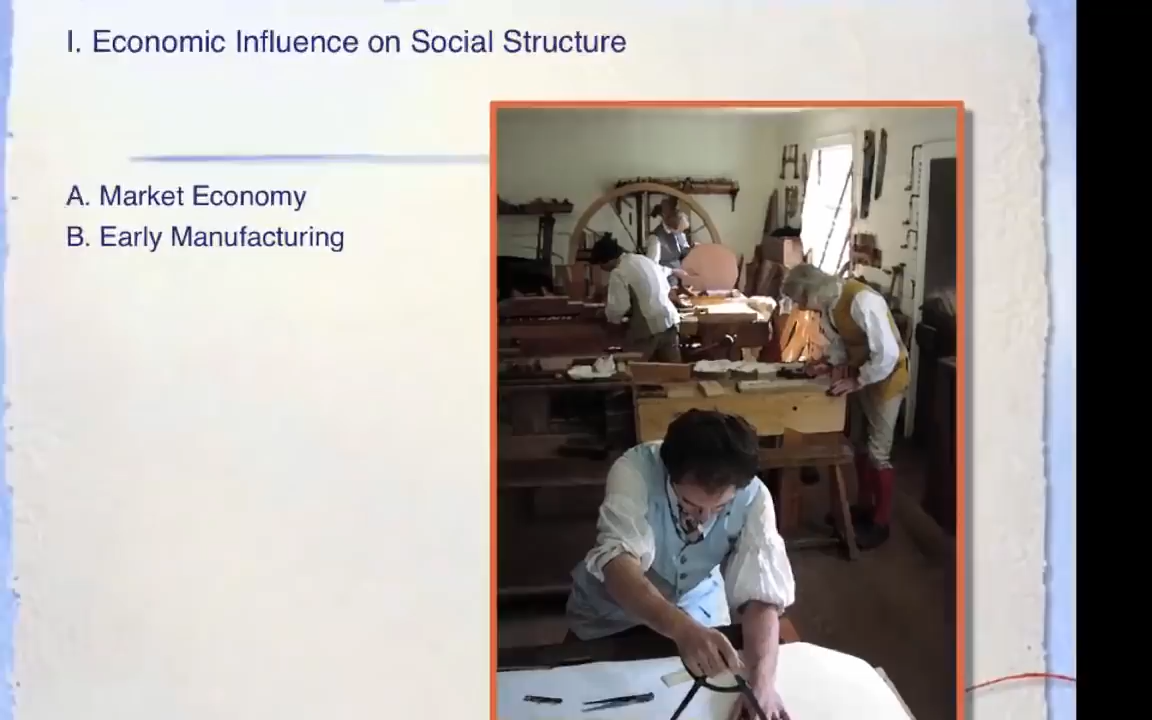 I. Economic Influence on Social Structure
A. Market Economy
B. Early Manufacturing